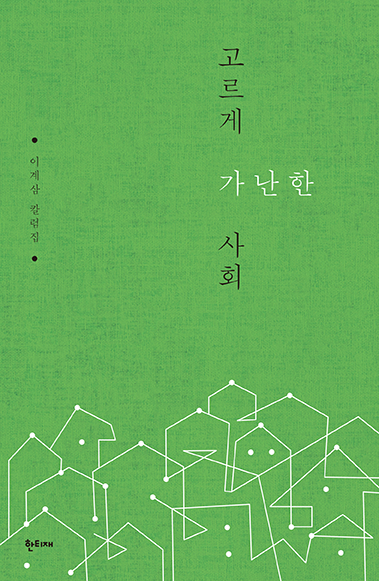 고르게
가난한
사회
이계삼 칼럼집
한티재